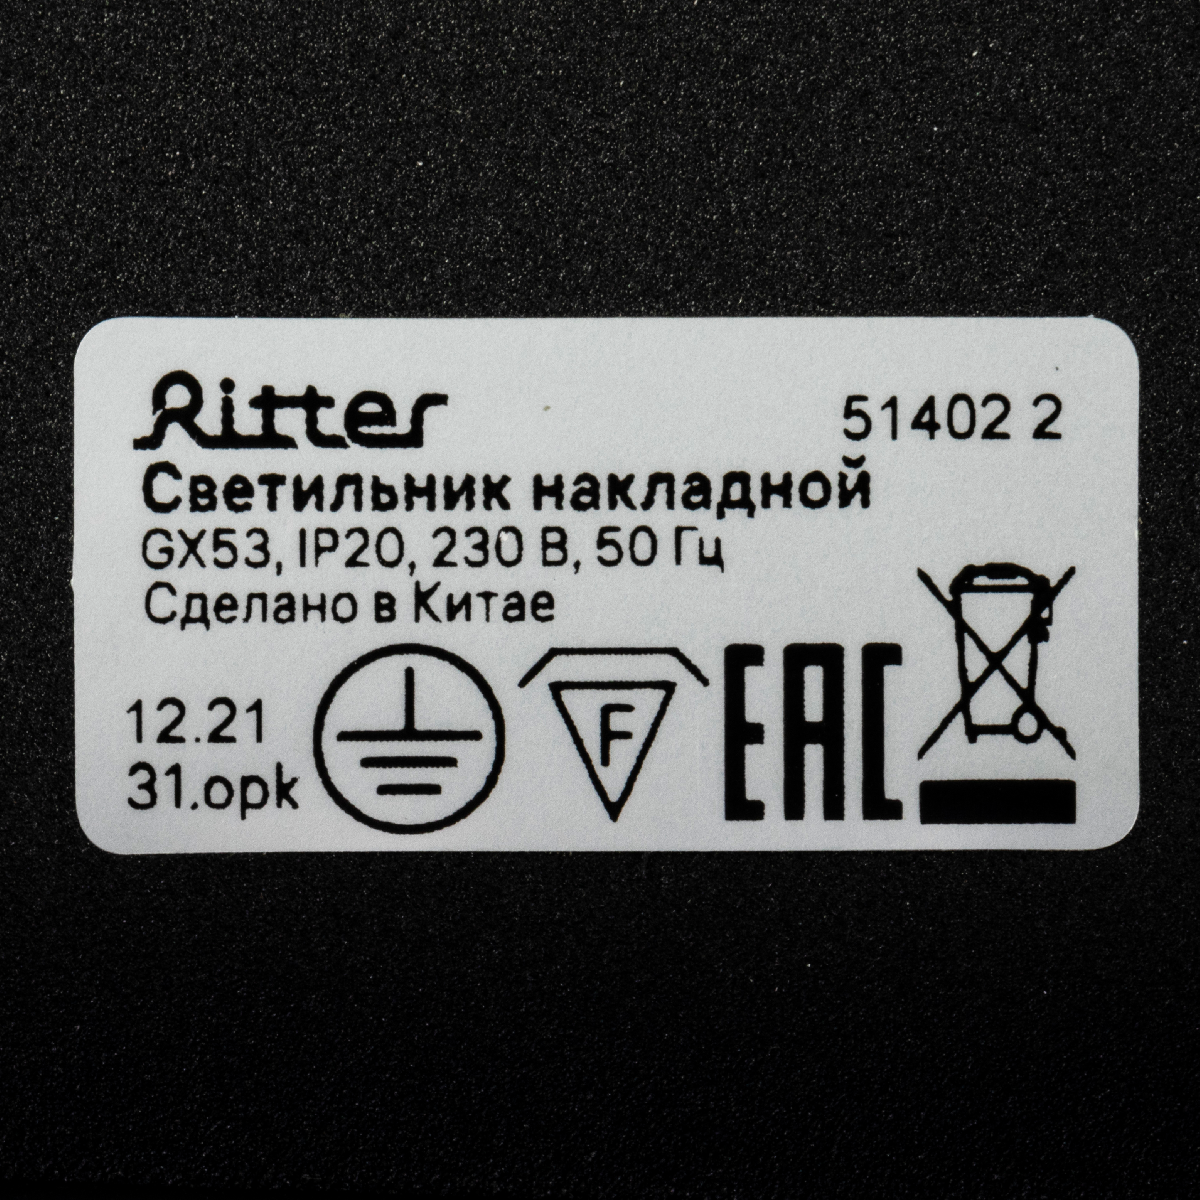 Ritter
51402 2
Светильник накладной
GX53, IP20, 230 В, 50 Гц
Сделано в Китае
12.21
31.opk
F
EAC